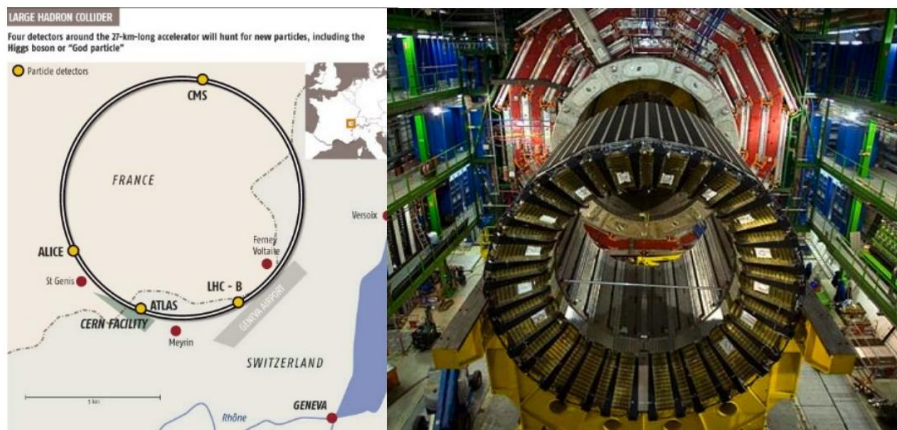 LARGE HADRON COLLIDER
Four detectors around the 27-km-long accelerator will hunt for new particles, including the
Higgs boson or “God particle”
Particle detectors
CMS
FRANCE
Versoix
ALICE
Ferney
Voltaire
St Genis
LHC - B
ATLAS
GENEVA AIRPORT
CERN FACILITY
Meyrin
SWITZERLAND
5 km
GENEVA
Rhône